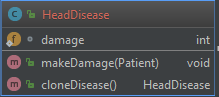 C HeadDisease
f damage int
m makeDamage(Patient) void
m cloneDisease() HeadDisease